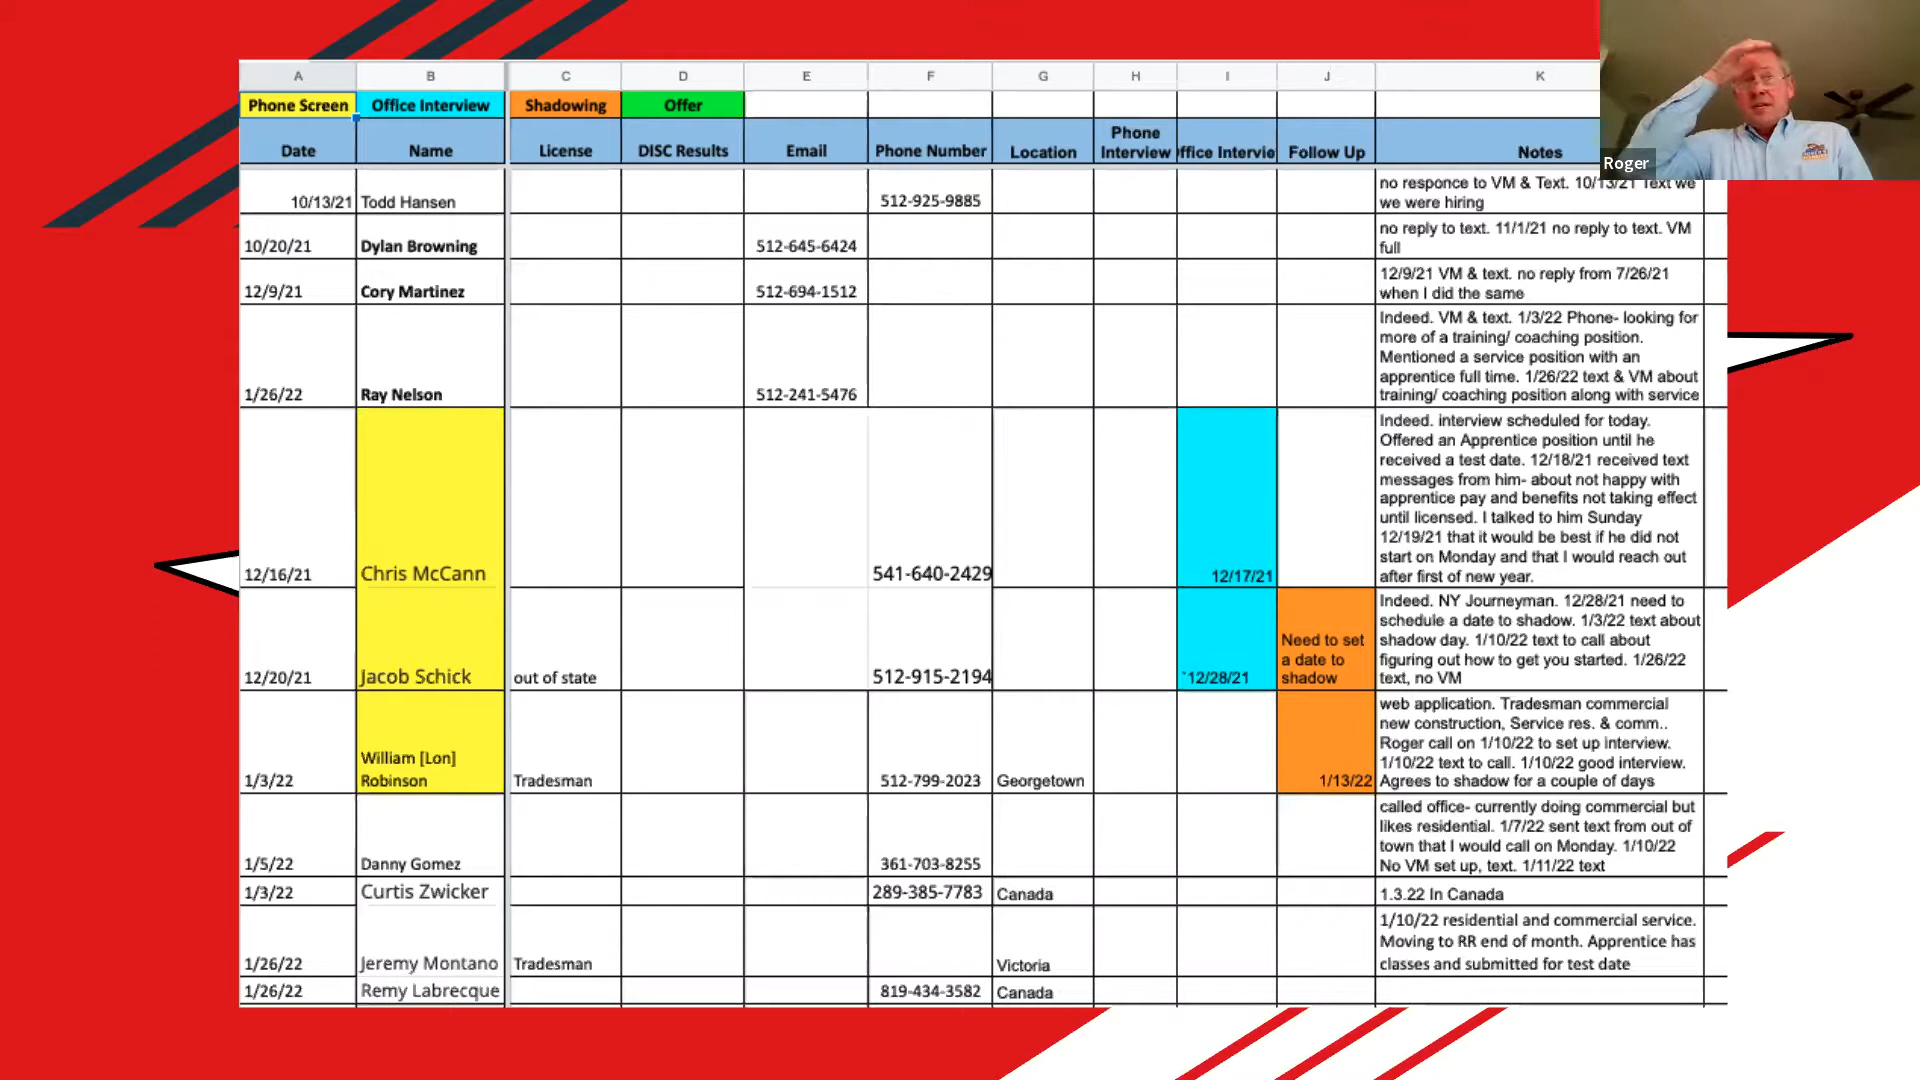 A B C D E F G H I J K
Phone Screen Office Interview Shadowing Offer
Date Name License DISC Results Email Phone Number Location Phone Interview ffice Intervie Follow Up Notes
10/13/21 Todd Hansen 512-925-9885
no responce to VM & Text. 10/13/21 Text we
we were hiring
10/20/21 Dylan Browning 512-645-6424
no reply to text. 11/1/21 no reply to text. VM
full
12/9/21 Cory Martinez 512-694-1512
12/9/21 VM & text. no reply from 7/26/21
when I did the same
1/26/22 Ray Nelson 512-241-5476
Indeed. VM & text. 1/3/22 Phone- looking for
more of a training/ coaching position.
Mentioned a service position with an
apprentice full time. 1/26/22 text & VM about
training/ coaching position along with service
12/16/21 Chris McCann 541-640-2429 12/17/21
Indeed. interview scheduled for today.
Offered an Apprentice position until he
received a test date. 12/18/21 received text
messages from him- about not happy with
apprentice pay and benefits not taking effect
until licensed. I talked to him Sunday
12/19/21 that it would be best if he did not
start on Monday and that I would reach out
after first of new year.
12/20/21 Jacob Schick out of state 512-915-2194 `12/28/21
Need to set
a date to
shadow
Indeed. NY Journeyman. 12/28/21 need to
schedule a date to shadow. 1/3/22 text about
shadow day. 1/10/22 text to call about
figuring out how to get you started. 1/26/22
text, no VM
1/3/22 William [Lon]
Robinson Tradesman 512-799-2023 Georgetown 1/13/22
web application. Tradesman commercial
new construction, Service res. & comm..
Roger call on 1/10/22 to set up interview.
1/10/22 text to call. 1/10/22 good interview.
Agrees to shadow for a couple of days
1/5/22 Danny Gomez 361-703-8255
called office- currently doing commercial but
likes residential. 1/7/22 sent text from out of
town that I would call on Monday. 1/10/22
No VM set up, text. 1/11/22 text
1/3/22 Curtis Zwicker 289-385-7783 Canada 1.3.22 In Canada
1/26/22 Jeremy Montano Tradesman Victoria
1/10/22 residential and commercial service.
Moving to RR end of month. Apprentice has
classes and submitted for test date
1/26/22 Remy Labrecque 819-434-3582 Canada
Roger